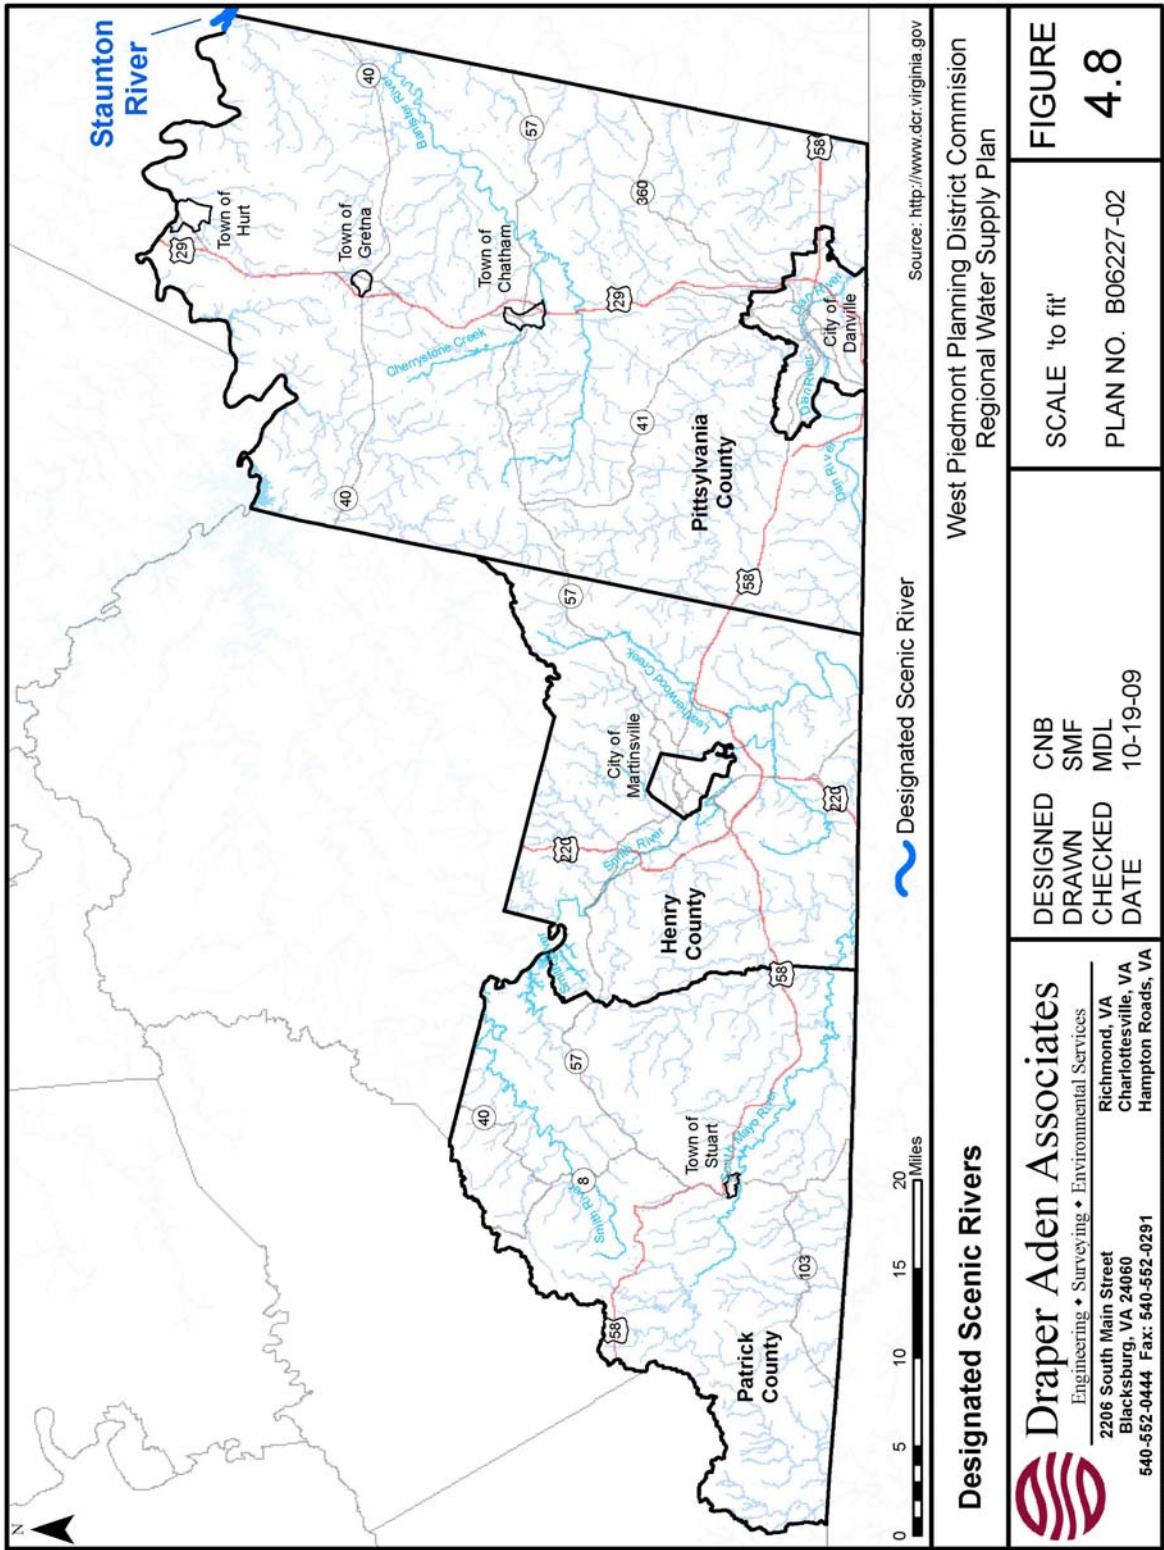 N
Staunton
River
29
Town of
Hurt
40
Town of
Gretna
40
Banister River
Cherrystone Creek
Town of
Chatham
57
57
40
360
41
29
Pittsylvania
County
58
58
Dan River
Dan River
Dan River
City of
Danville
Leatherwood Creek
City of
Martinsville
220
Smith River
Henry
County
220
58
57
8
Smith River
Town of
Stuart
58
Patrick
County
103
0 5 10 15 20
Miles
Designated Scenic River
Source: http://www.dcr.virginia.gov
Designated Scenic Rivers
West Piedmont Planning District Commision
Regional Water Supply Plan
Draper Aden Associates
Engineering • Surveying • Environmental Services
2206 South Main Street
Blacksburg, VA 24060
540-552-0444 Fax: 540-552-0291
Richmond, VA
Charlottesville, VA
Hampton Roads, VA
DESIGNED CNB
DRAWN SMF
CHECKED MDL
DATE 10-19-09
SCALE 'to fit'
PLAN NO. B06227-02
FIGURE
4.8